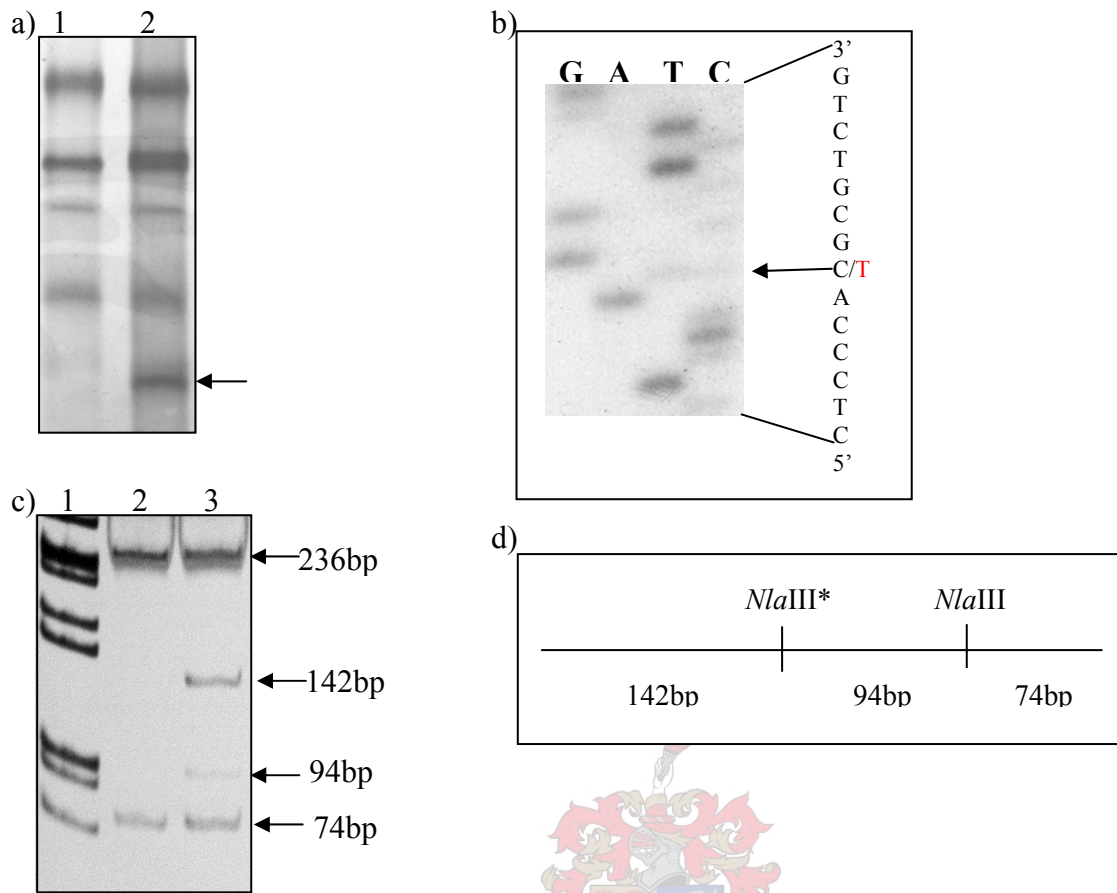 a)
1 2
b)
G A T C
3’
G
T
C
T
G
C
G
C/T
A
C
C
C
T
C
5’
c)
1 2 3
236bp
142bp
94bp
74bp
d)
NlaIII* NlaIII
142bp 94bp 74bp